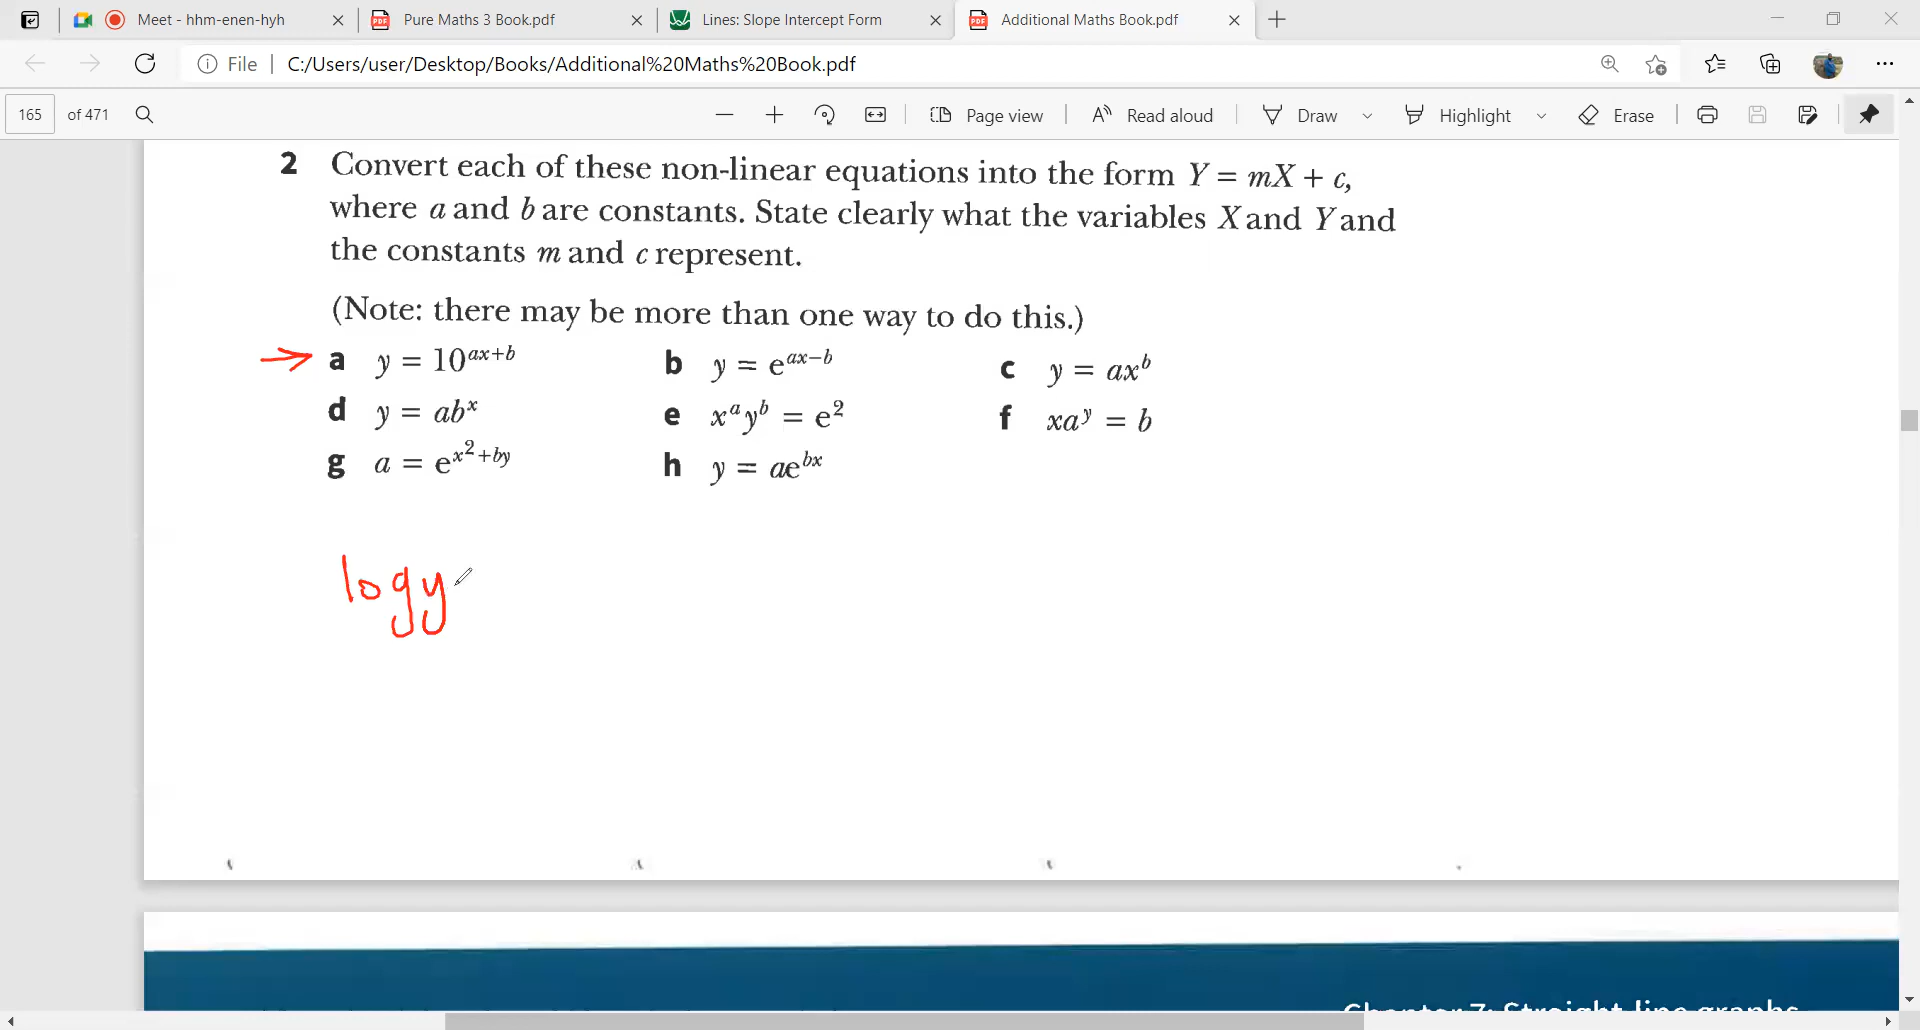 Meet - hhm-enen-hyh
Pure Maths 3 Book.pdf
Lines: Slope Intercept Form
Additional Maths Book.pdf
File C:/Users/user/Desktop/Books/Additional%20Maths%20Book.pdf
165 of 471 Page view Read aloud Draw Highlight Erase
2 Convert each of these non-linear equations into the form Y = mX + c,
where a and b are constants. State clearly what the variables X and Y and
the constants m and c represent.
(Note: there may be more than one way to do this.)
a y = 10^{ax+b} b y = e^{ax−b} c y = ax^b
d y = ab^x e x^a y^b = e^2 f xa^y = b
g a = e^{x^2+by} h y = ae^{bx}
logy
Chapter 7: Straight-line graphs